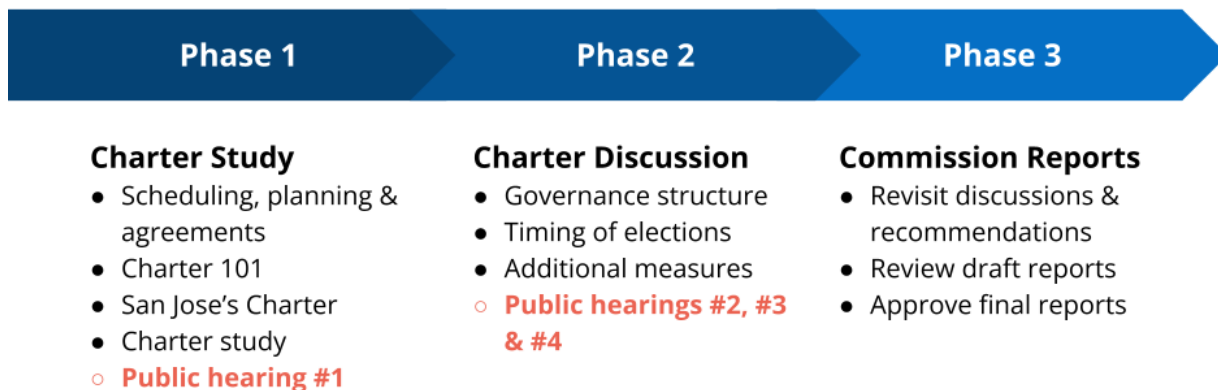 Phase 1
Phase 2
Phase 3
Charter Study
● Scheduling, planning &
agreements
● Charter 101
● San Jose’s Charter
● Charter study
○ Public hearing #1
Charter Discussion
● Governance structure
● Timing of elections
● Additional measures
○ Public hearings #2, #3
& #4
Commission Reports
● Revisit discussions &
recommendations
● Review draft reports
● Approve final reports